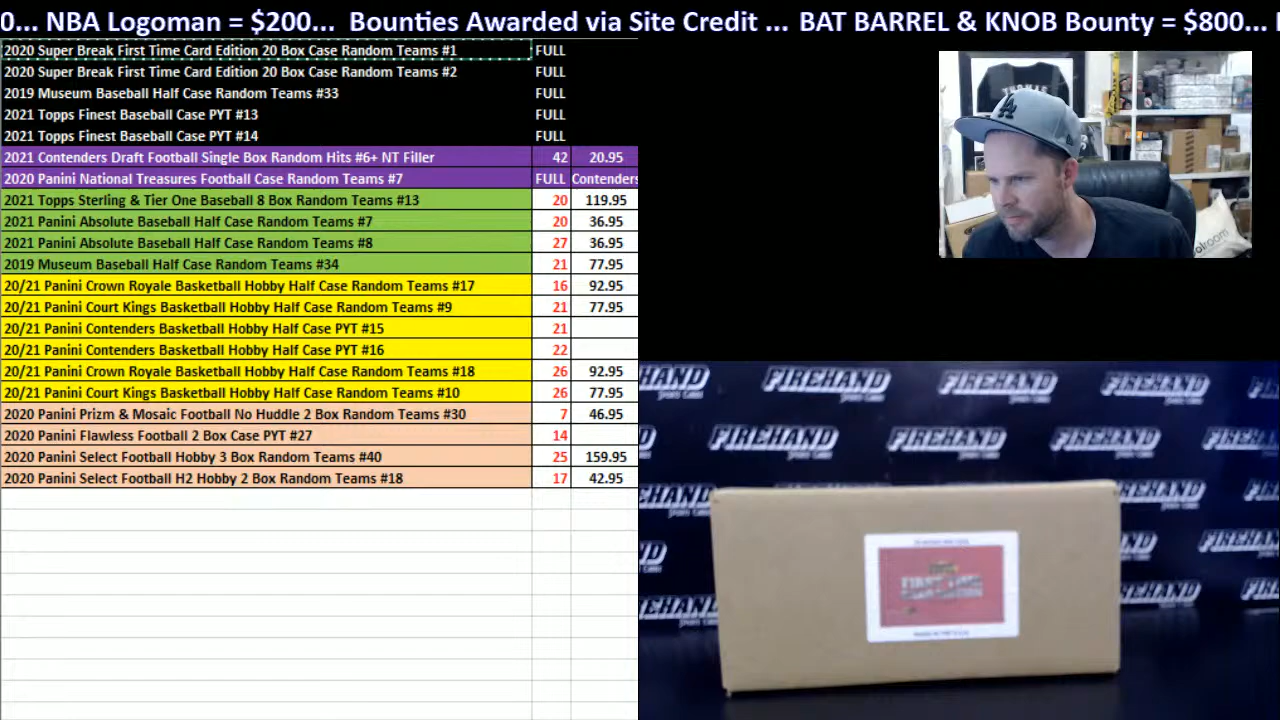 0... NBA Logoman = $200... Bounties Awarded via Site Credit ... BAT BARREL & KNOB Bounty = $800...
2020 Super Break First Time Card Edition 20 Box Case Random Teams #1 FULL
2020 Super Break First Time Card Edition 20 Box Case Random Teams #2 FULL
2019 Museum Baseball Half Case Random Teams #33 FULL
2021 Topps Finest Baseball Case PYT #13 FULL
2021 Topps Finest Baseball Case PYT #14 FULL
2021 Contenders Draft Football Single Box Random Hits #6+ NT Filler 42 20.95
2020 Panini National Treasures Football Case Random Teams #7 FULL Contenders
2021 Topps Sterling & Tier One Baseball 8 Box Random Teams #13 20 119.95
2021 Panini Absolute Baseball Half Case Random Teams #7 20 36.95
2021 Panini Absolute Baseball Half Case Random Teams #8 27 36.95
2019 Museum Baseball Half Case Random Teams #34 21 77.95
20/21 Panini Crown Royale Basketball Hobby Half Case Random Teams #17 16 92.95
20/21 Panini Court Kings Basketball Hobby Half Case Random Teams #9 21 77.95
20/21 Panini Contenders Basketball Hobby Half Case PYT #15 21
20/21 Panini Contenders Basketball Hobby Half Case PYT #16 22
20/21 Panini Crown Royale Basketball Hobby Half Case Random Teams #18 26 92.95
20/21 Panini Court Kings Basketball Hobby Half Case Random Teams #10 26 77.95
2020 Panini Prizm & Mosaic Football No Huddle 2 Box Random Teams #30 7 46.95
2020 Panini Flawless Football 2 Box Case PYT #27 14
2020 Panini Select Football Hobby 3 Box Random Teams #40 25 159.95
2020 Panini Select Football H2 Hobby 2 Box Random Teams #18 17 42.95
THOMAS
LA
FIREHAND
FIREHAND
FIREHAND
FIREHAND
FIREHAND
FIREHAND
FIREHAND
FIRST TIME